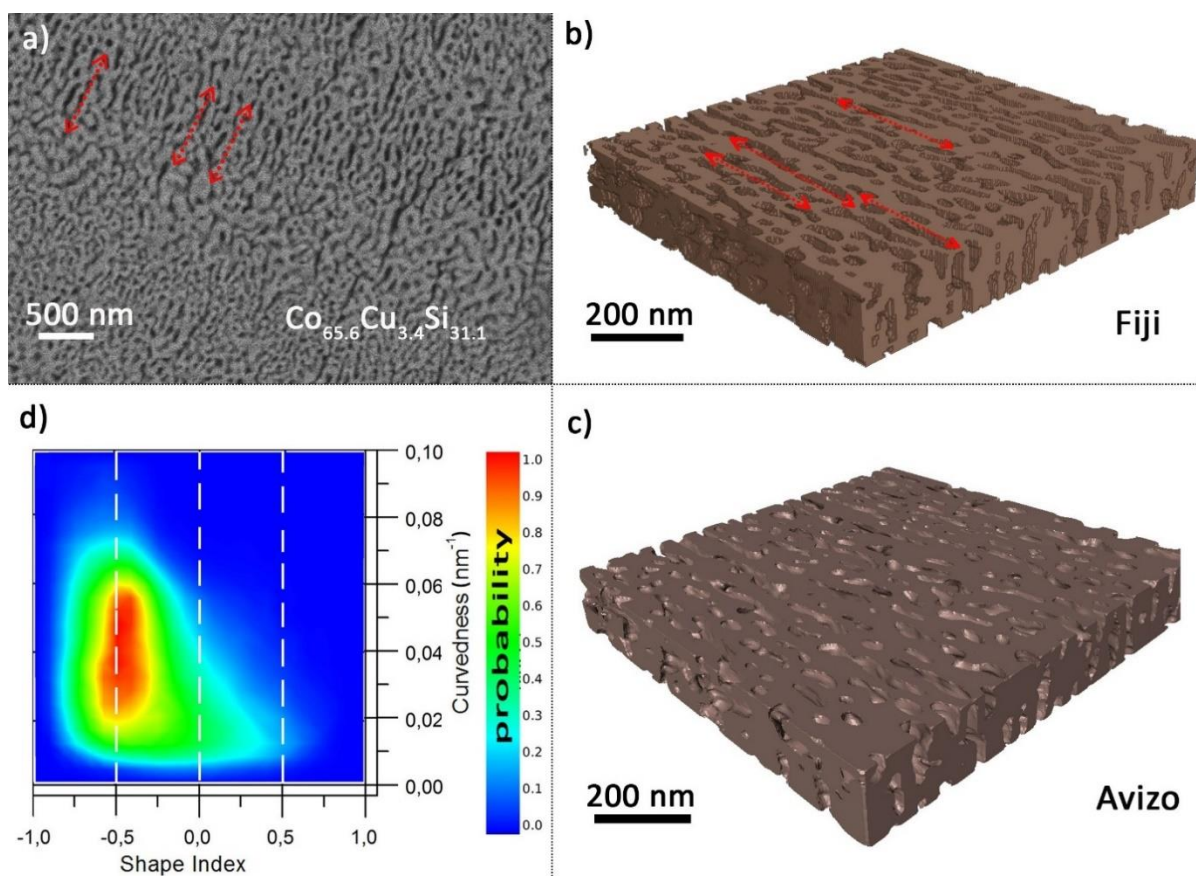 a)
500 nm
Co65.6Cu3.4Si31.1
b)
200 nm
Fiji
d)
0,10
0,08
0,06
0,04
0,02
0,00
Curvedness (nm-1)
-1,0 -0,5 0,0 0,5 1,0
Shape Index
1.0
0.9
0.8
0.7
0.6
0.5
0.4
0.3
0.2
0.1
0.0
probability
c)
200 nm
Avizo